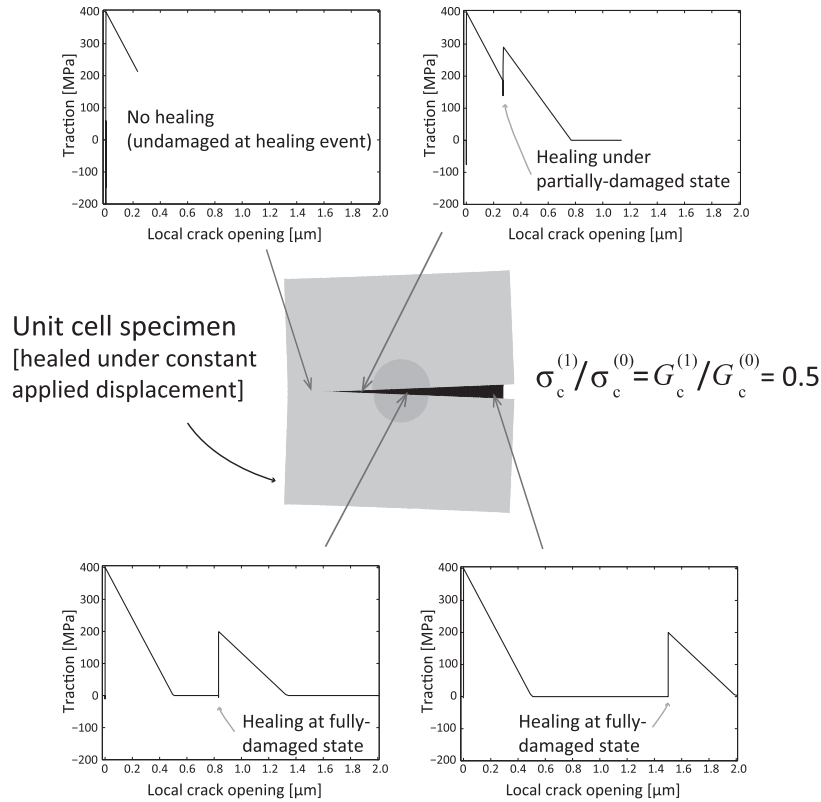 400
300
200
100
0
−100
−200
Traction [MPa]
No healing
(undamaged at healing event)
0 0.2 0.4 0.6 0.8 1.0 1.2 1.4 1.6 1.8 2.0
Local crack opening [μm]
400
300
200
100
0
−100
−200
Traction [MPa]
Healing under
partially-damaged state
0 0.2 0.4 0.6 0.8 1.0 1.2 1.4 1.6 1.8 2.0
Local crack opening [μm]
Unit cell specimen
[healed under constant
applied displacement]
σc(1)/σc(0)=Gc(1)/Gc(0)= 0.5
400
300
200
100
0
−100
−200
Traction [MPa]
Healing at fully-
damaged state
0 0.2 0.4 0.6 0.8 1.0 1.2 1.4 1.6 1.8 2.0
Local crack opening [μm]
400
300
200
100
0
−100
−200
Traction [MPa]
Healing at fully-
damaged state
0 0.2 0.4 0.6 0.8 1.0 1.2 1.4 1.6 1.8 2.0
Local crack opening [μm]